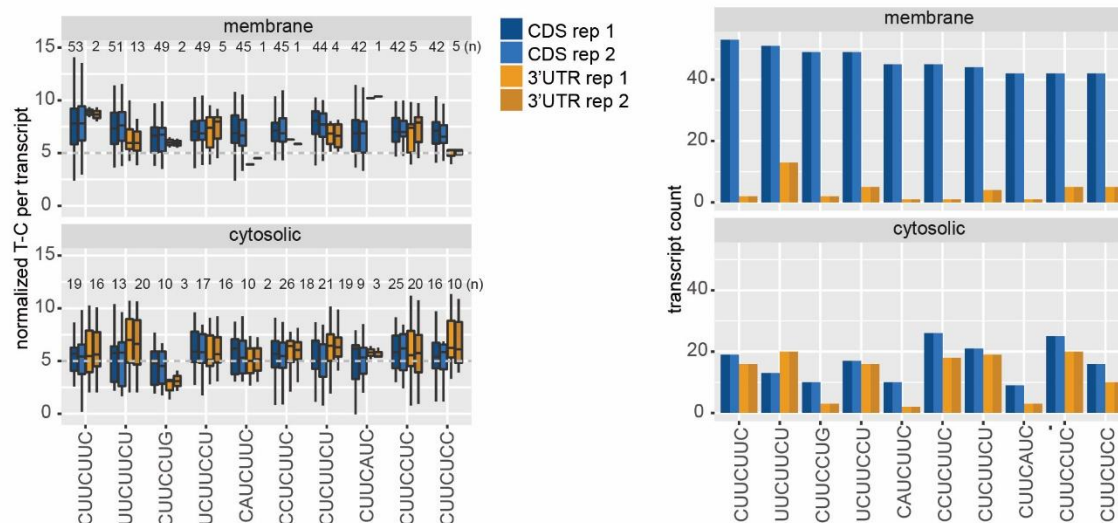 membrane
15
53 2 51 13 49 2 49 5 45 1 45 1 44 4 42 1 42 5 42 5 (n)
10
5
0
cytosolic
15
19 16 13 20 10 3 17 16 10 2 26 18 21 19 9 3 25 20 16 10 (n)
10
5
0
normalized T-C per transcript
CUUCUUC
UUCUUCU
CUUCCUG
UCUUCCU
CAUCUUC
CCUCUUC
CUCUUCU
CUUCAUC
CUUCCUC
CUUCUCC
CDS rep 1
CDS rep 2
3'UTR rep 1
3'UTR rep 2
membrane
40
20
0
cytosolic
40
20
0
transcript count
CUUCUUC
UUCUUCU
CUUCCUG
UCUUCCU
CAUCUUC
CCUCUUC
CUCUUCU
CUUCAUC
CUUCCUC
CUUCUCC